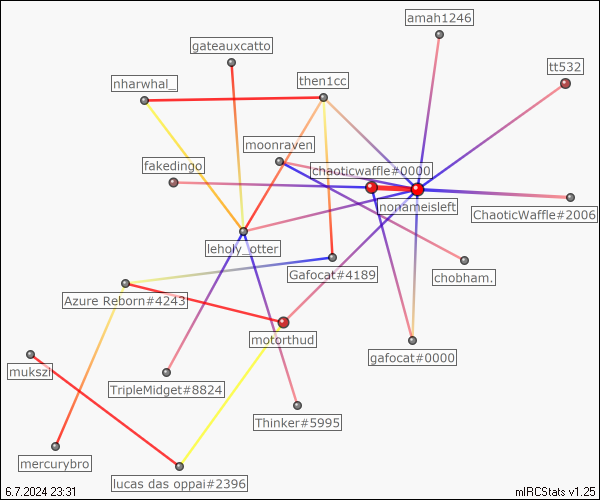 amah1246
gateauxcatto
tt532
nharwhal_
then1cc
moonraven
fakedingo
chaoticwaffle#0000
nonameisleft
ChaoticWaffle#2006
leholy_otter
Gafocat#4189
chobham.
Azure Reborn#4243
motorthud
gafocat#0000
mukszi
TripleMidget#8824
Thinker#5995
mercurybro
lucas das oppai#2396
6.7.2024 23:31
mIRCStats v1.25